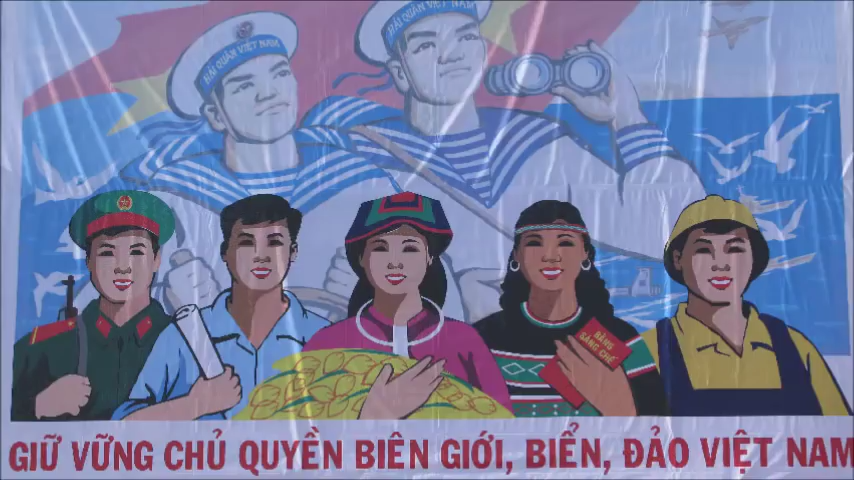 HẢI QUÂN VIỆT NAM
HẢI QUÂN VIỆT NAM
BẰNG
SÁNG CHẾ
GIỮ VỮNG CHỦ QUYỀN BIÊN GIỚI, BIỂN, ĐẢO VIỆT NAM